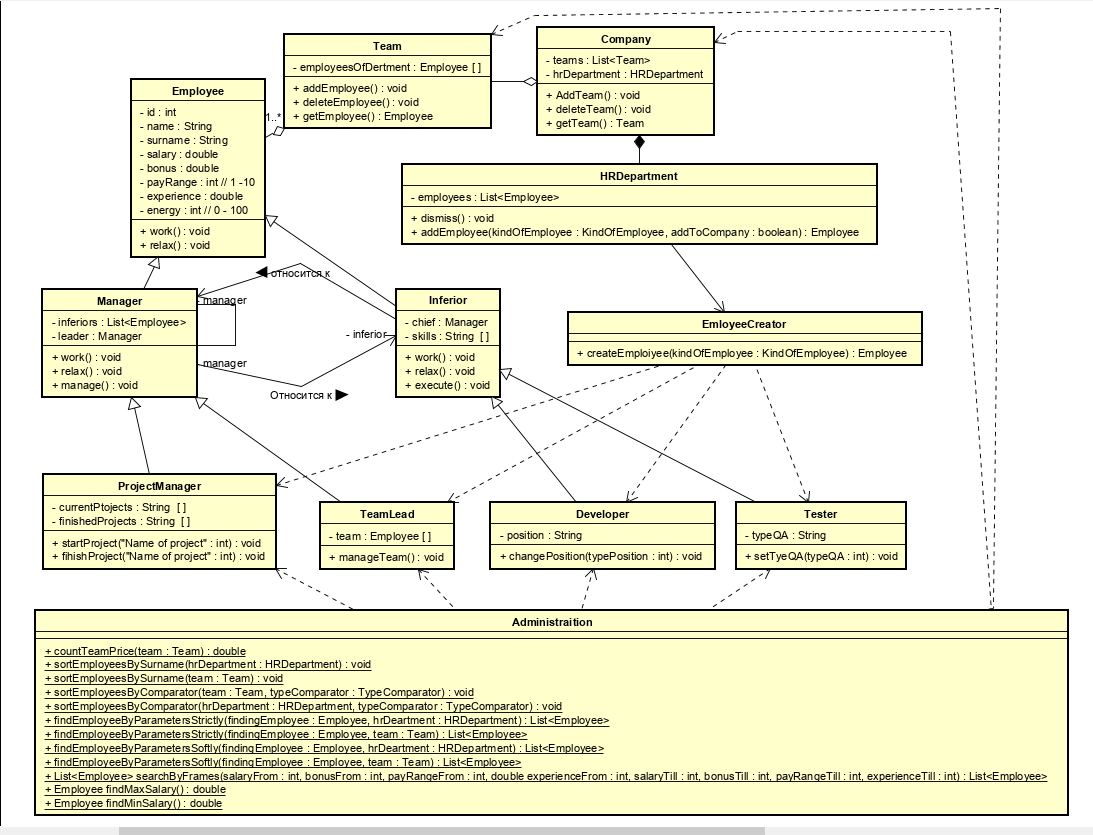 Team
- employeesOfDertment : Employee [ ]
+ addEmployee() : void
+ deleteEmployee() : void
+ getEmployee() : Employee
Company
- teams : List<Team>
- hrDepartment : HRDepartment
+ AddTeam() : void
+ deleteTeam() : void
+ getTeam() : Team
Employee
- id : int
- name : String
- surname : String
- salary : double
- bonus : double
- payRange : int // 1 -10
- experience : double
- energy : int // 0 - 100
+ work() : void
+ relax() : void
1..*
HRDepartment
- employees : List<Employee>
+ dismiss() : void
+ addEmployee(kindOfEmployee : KindOfEmployee, addToCompany : boolean) : Employee
◀ относится к
Manager
- inferiors : List<Employee>
- leader : Manager
+ work() : void
+ relax() : void
+ manage() : void
- manager
- manager
- inferior
Относится к ▶
Inferior
- chief : Manager
- skills : String [ ]
+ work() : void
+ relax() : void
+ execute() : void
EmloyeeCreator
+ createEmploiyee(kindOfEmployee : KindOfEmployee) : Employee
ProjectManager
- currentPtojects : String [ ]
- finishedProjects : String [ ]
+ startProject("Name of project" : int) : void
+ fihishProject("Name of project" : int) : void
TeamLead
- team : Employee [ ]
+ manageTeam() : void
Developer
- position : String
+ changePosition(typePosition : int) : void
Tester
- typeQA : String
+ setTyeQA(typeQA : int) : void
Administraition
+ countTeamPrice(team : Team) : double
+ sortEmployeesBySurname(hrDepartment : HRDepartment) : void
+ sortEmployeesBySurname(team : Team) : void
+ sortEmployeesByComparator(team : Team, typeComparator : TypeComparator) : void
+ sortEmployeesByComparator(hrDepartment : HRDepartment, typeComparator : TypeComparator) : void
+ findEmployeeByParametersStrictly(findingEmployee : Employee, hrDeartment : HRDepartment) : List<Employee>
+ findEmployeeByParametersStrictly(findingEmployee : Employee, team : Team) : List<Employee>
+ findEmployeeByParametersSoftly(findingEmployee : Employee, hrDeartment : HRDepartment) : List<Employee>
+ findEmployeeByParametersSoftly(findingEmployee : Employee, team : Team) : List<Employee>
+ List<Employee> searchByFrames(salaryFrom : int, bonusFrom : int, payRangeFrom : int, double experienceFrom : int, salaryTill : int, bonusTill : int, payRangeTill : int, experienceTill : int) : List<Employee>
+ Employee findMaxSalary() : double
+ Employee findMinSalary() : double